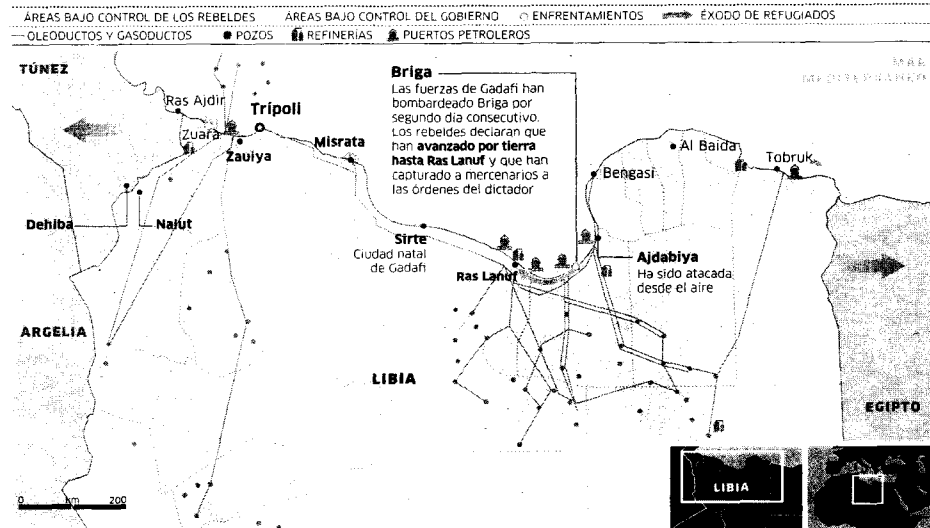 ÁREAS BAJO CONTROL DE LOS REBELDES ÁREAS BAJO CONTROL DEL GOBIERNO ENFRENTAMIENTOS ÉXODO DE REFUGIADOS
OLEODUCTOS Y GASODUCTOS POZOS REFINERÍAS PUERTOS PETROLEROS
TÚNEZ
MAR
MEDITERRÁNEO
Briga
Las fuerzas de Gadafi han
bombardeado Briga por
segundo día consecutivo.
Los rebeldes declaran que
han avanzado por tierra
hasta Ras Lanuf y que han
capturado a mercenarios a
las órdenes del dictador
Ras Ajdir
Trípoli
Zuara
Zauiya
Misrata
Al Baida
Tobruk
Bengasi
Dehiba
Nalut
Sirte
Ciudad natal
de Gadafi
Ras Lanuf
Ajdabiya
Ha sido atacada
desde el aire
ARGELIA
LIBIA
EGIPTO
0 km 200
LIBIA